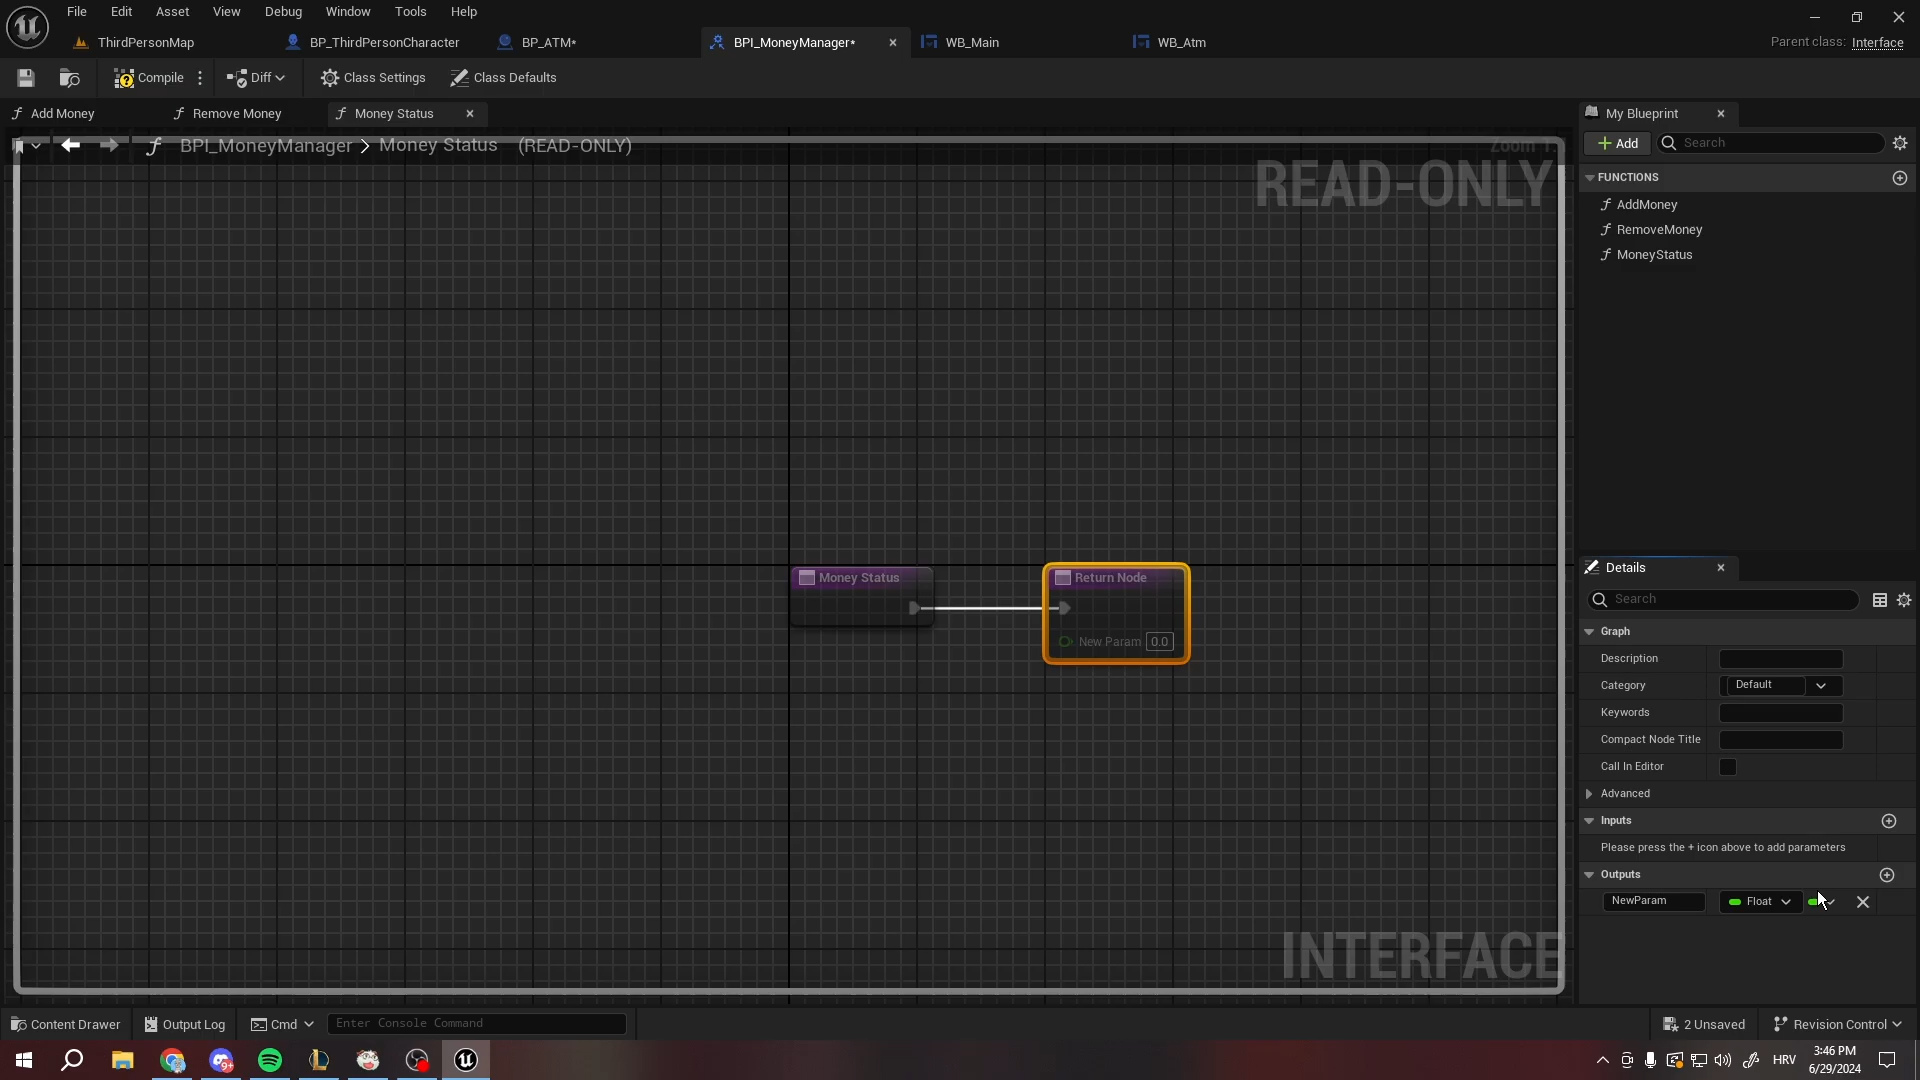 File Edit Asset View Debug Window Tools Help
ThirdPersonMap BP_ThirdPersonCharacter BP_ATM* BPI_MoneyManager* WB_Main WB_Atm Parent class: Interface
Compile Diff Class Settings Class Defaults
Add Money Remove Money Money Status My Blueprint
BPI_MoneyManager > Money Status (READ-ONLY)
Add Search
READ-ONLY
FUNCTIONS
AddMoney
RemoveMoney
MoneyStatus
Details
Money Status Return Node
Search
Graph
New Param 0.0
Description
Category Default
Keywords
Compact Node Title
Call In Editor
Advanced
Inputs
Please press the + icon above to add parameters
Outputs
NewParam Float
INTERFACE
Content Drawer Output Log Cmd Enter Console Command 2 Unsaved Revision Control
9+ HRV 3:46 PM
6/29/2024